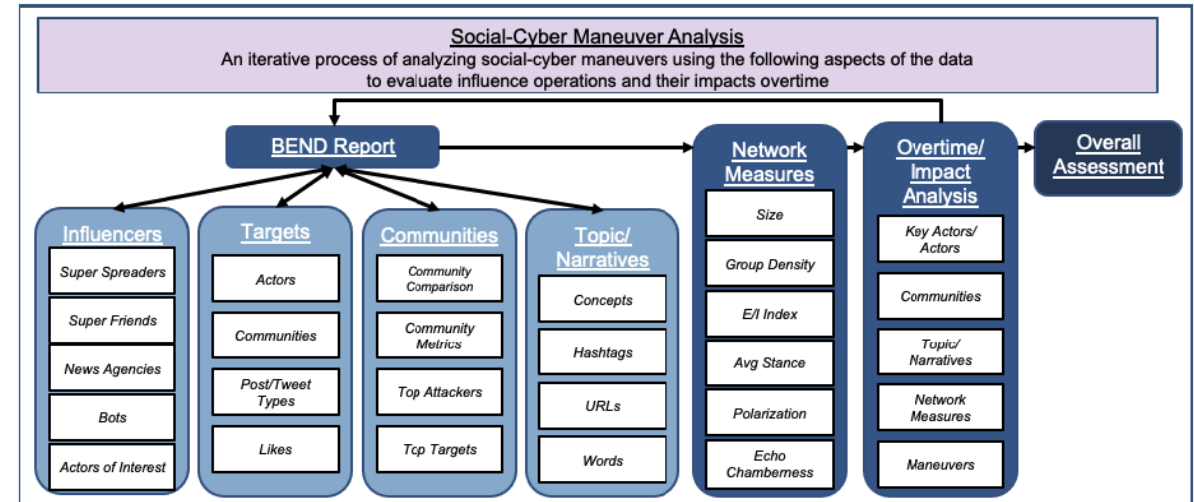 Social-Cyber Maneuver Analysis
An iterative process of analyzing social-cyber maneuvers using the following aspects of the data
to evaluate influence operations and their impacts overtime
BEND Report
Influencers
Super Spreaders
Super Friends
News Agencies
Bots
Actors of Interest
Targets
Actors
Communities
Post/Tweet
Types
Likes
Communities
Community
Comparison
Community
Metrics
Top Attackers
Top Targets
Topic/
Narratives
Concepts
Hashtags
URLs
Words
Network
Measures
Size
Group Density
E/I Index
Avg Stance
Polarization
Echo
Chamberness
Overtime/
Impact
Analysis
Key Actors/
Actors
Communities
Topic/
Narratives
Network
Measures
Maneuvers
Overall
Assessment